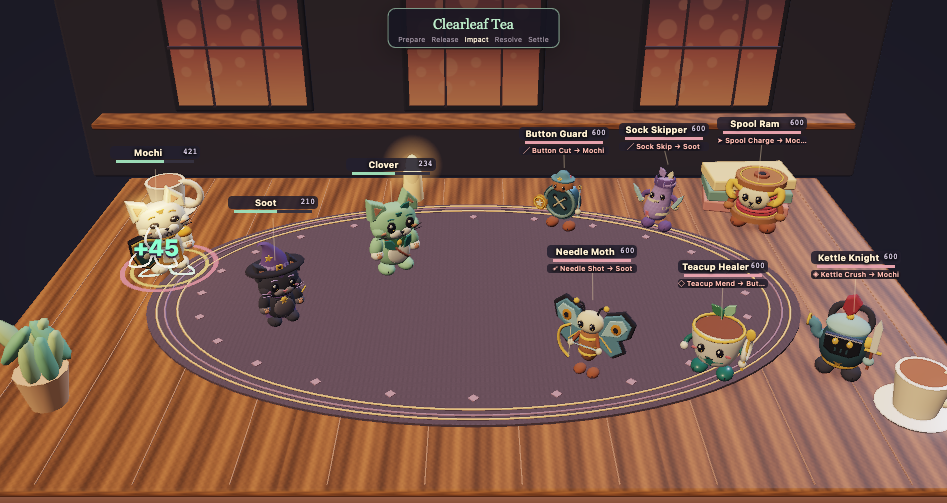 Clearleaf Tea
Prepare Release Impact Resolve Settle
Mochi 421
+45
Soot 210
Clover 234
Button Guard 600
Button Cut → Mochi
Sock Skipper 600
Sock Skip → Soot
Spool Ram 600
Spool Charge → Moc...
Needle Moth 600
Needle Shot → Soot
Teacup Healer 600
Teacup Mend → But...
Kettle Knight 600
Kettle Crush → Mochi